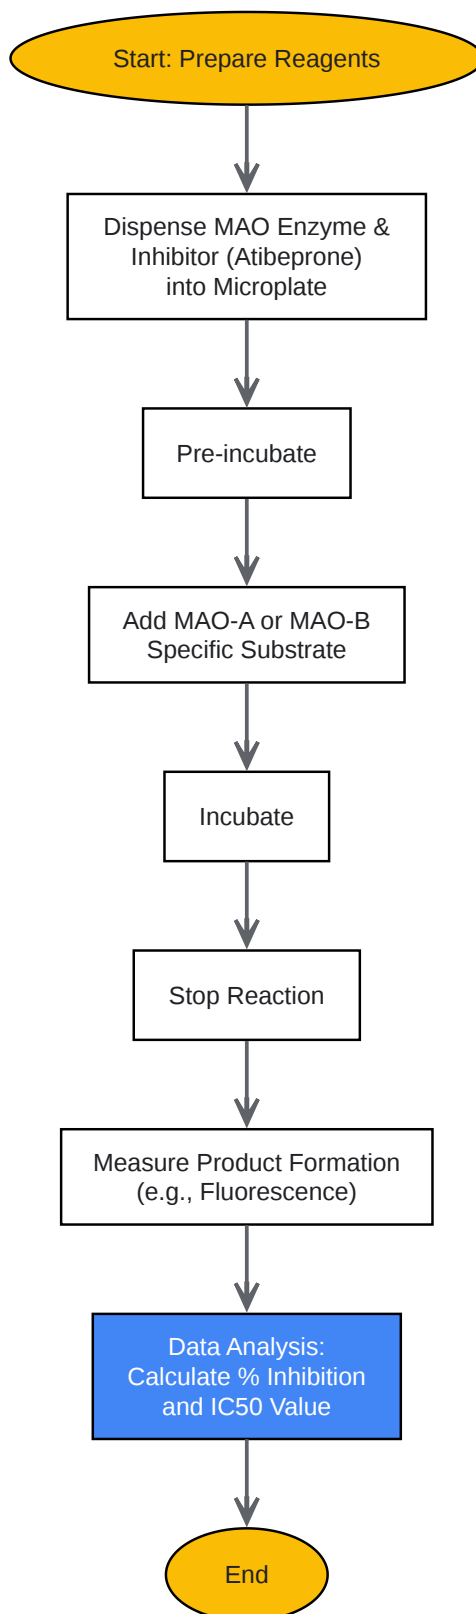 Start: Prepare Reagents
Dispense MAO Enzyme &
Inhibitor (Atibeprone)
into Microplate
Pre-incubate
Add MAO-A or MAO-B
Specific Substrate
Incubate
Stop Reaction
Measure Product Formation
(e.g., Fluorescence)
Data Analysis:
Calculate % Inhibition
and IC50 Value
End